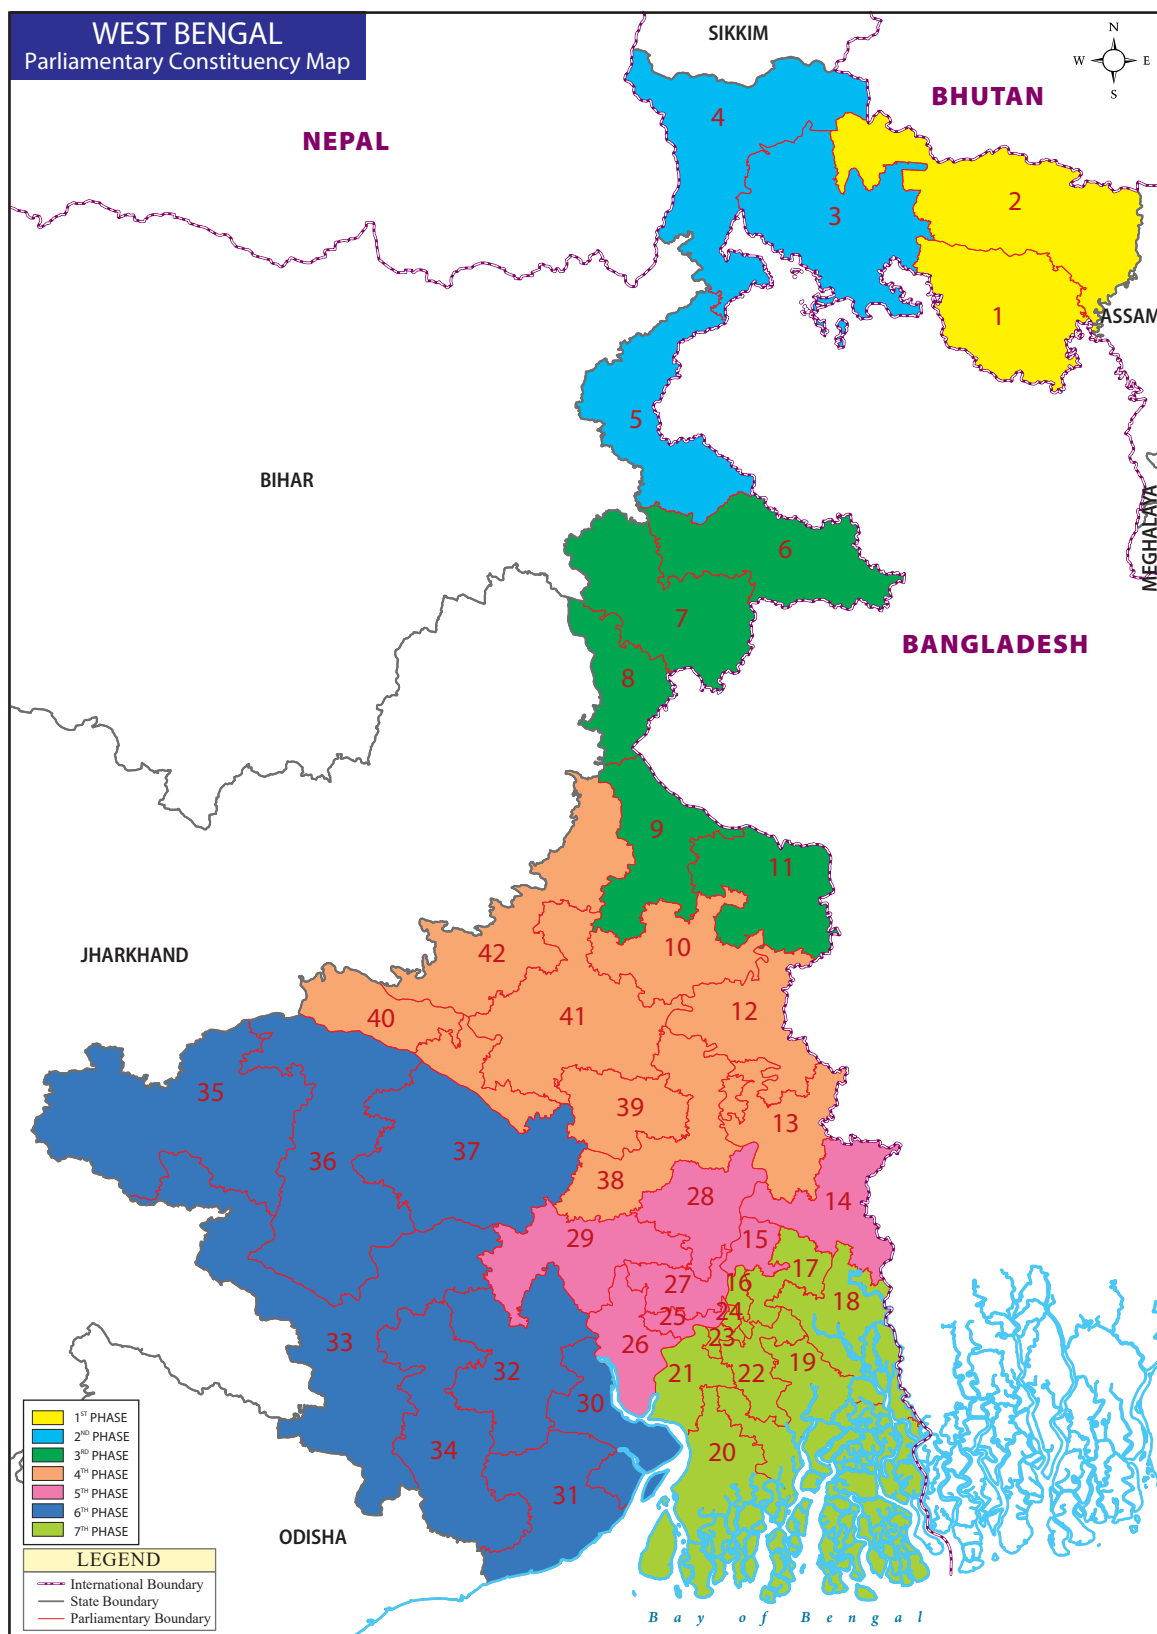 WEST BENGAL
Parliamentary Constituency Map
SIKKIM
N
W E
S
BHUTAN
NEPAL
4
2
3
1
ASSAM
5
BIHAR
MEGHALAYA
6
7
BANGLADESH
8
9
11
10
42
JHARKHAND
12
41
40
35
39
13
37
36
38
28
14
29
15
17
27
16
18
24
25
23
33
26
19
32
21
22
30
34
20
31
1ST PHASE
2ND PHASE
3RD PHASE
4TH PHASE
5TH PHASE
6TH PHASE
7TH PHASE
ODISHA
LEGEND
International Boundary
State Boundary
Parliamentary Boundary
Bay of Bengal